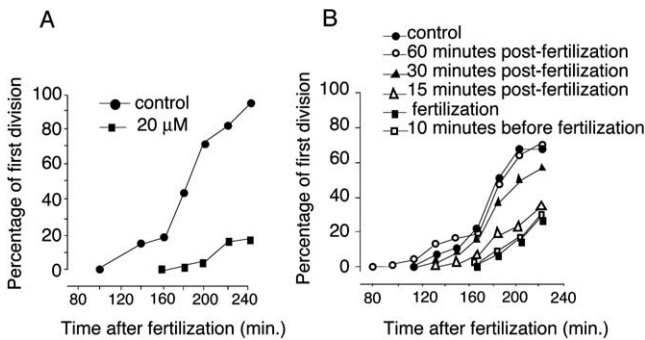 A
Percentage of first division
100
80
60
40
20
0
control
20 µM
80 120 160 200 240
Time after fertilization (min.)
B
control
60 minutes post-fertilization
30 minutes post-fertilization
15 minutes post-fertilization
fertilization
10 minutes before fertilization
Percentage of first division
100
80
60
40
20
0
80 120 160 200 240
Time after fertilization (min.)